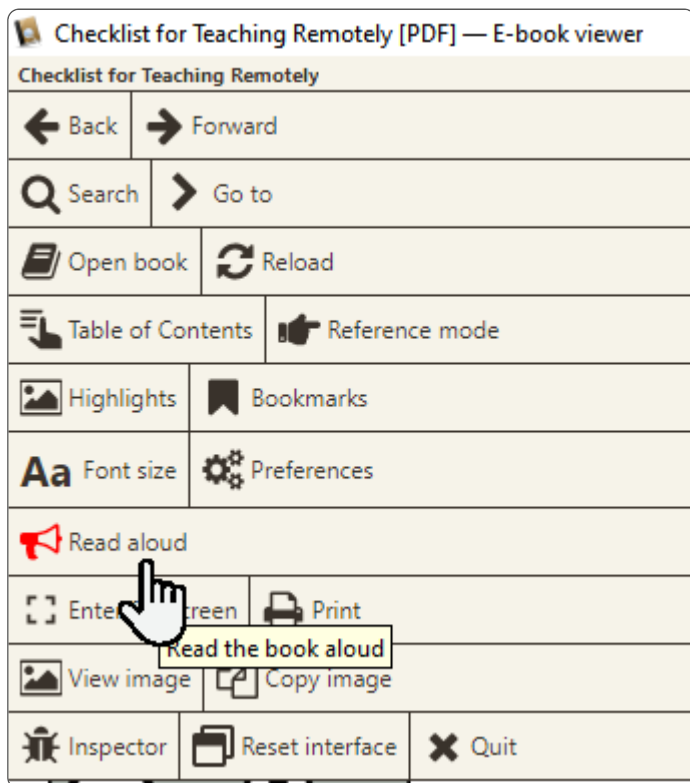 Checklist for Teaching Remotely [PDF] — E-book viewer
Checklist for Teaching Remotely
Back Forward
Search Go to
Open book Reload
Table of Contents Reference mode
Highlights Bookmarks
Aa Font size Preferences
Read aloud
Enter reen Print
Read the book aloud
View image Copy image
Inspector Reset interface Quit